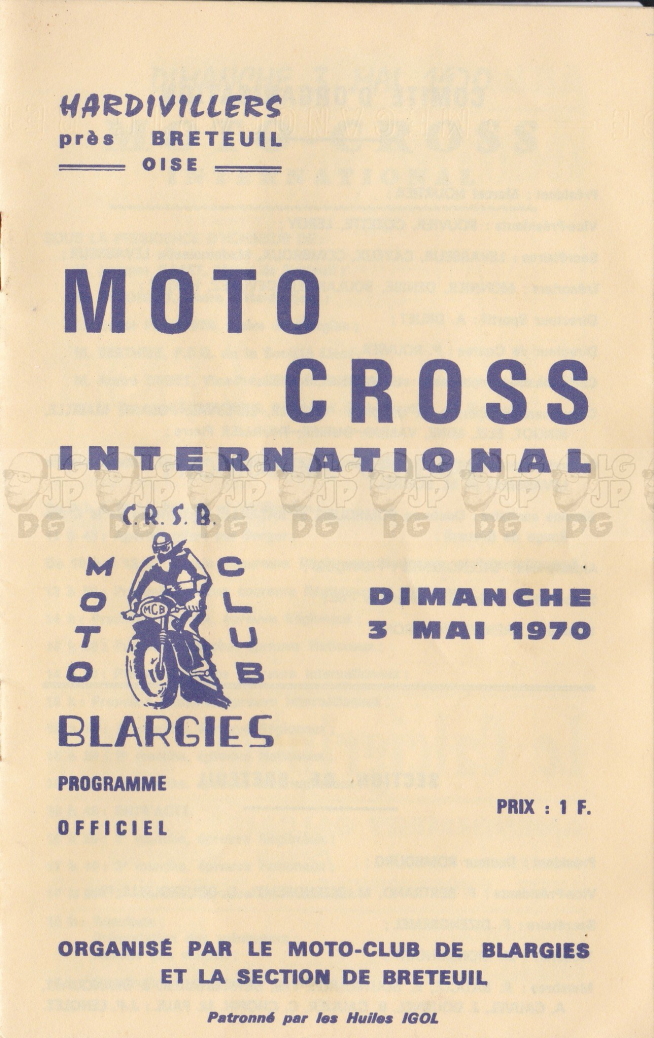 HARDIVILLERS
près BRETEUIL
OISE
MOTO
CROSS
INTERNATIONAL
C.R.S.B.
MOTO
CLUB
MCB
BLARGIES
DIMANCHE
3 MAI 1970
PROGRAMME
OFFICIEL
PRIX : 1 F.
ORGANISÉ PAR LE MOTO-CLUB DE BLARGIES
ET LA SECTION DE BRETEUIL
Patronné par les Huiles IGOL